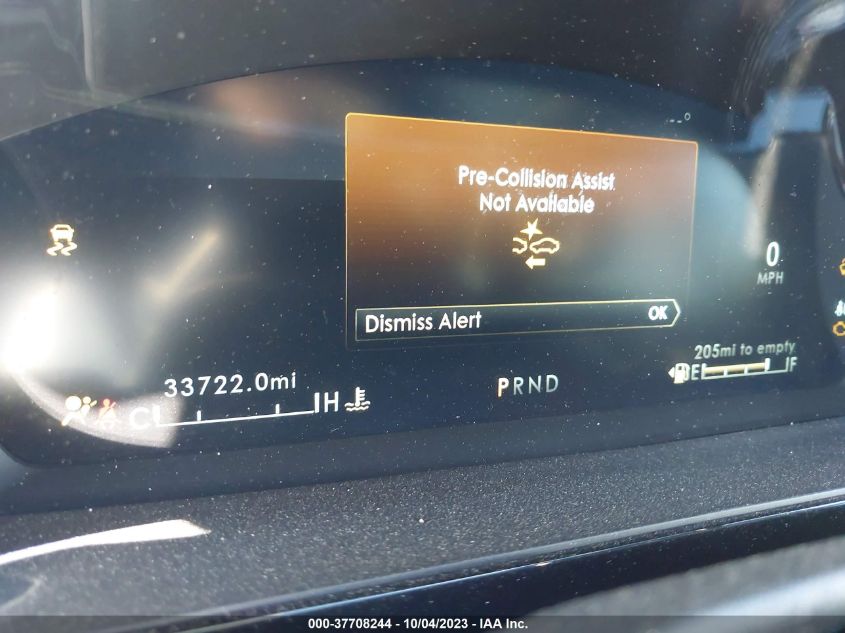 --°
Pre-Collision Assist
Not Available
0
MPH
Dismiss Alert OK
205mi to empty
33722.0mi
PRND
E F
C H
000-37708244 - 10/04/2023 - IAA Inc.